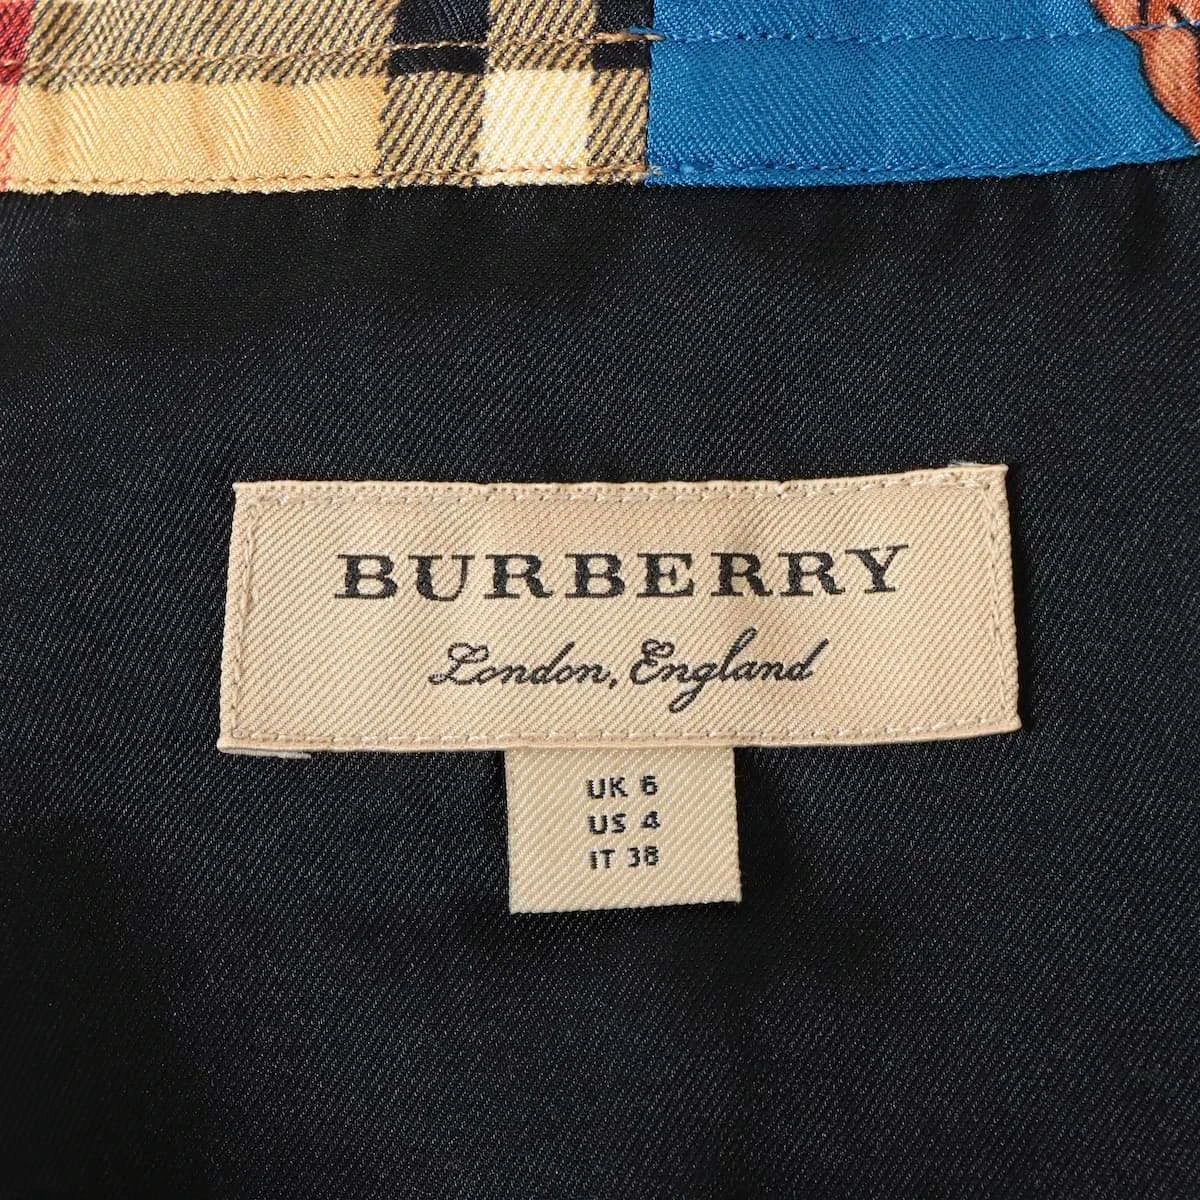 BURBERRY
London, England
UK 6
US 4
IT 38